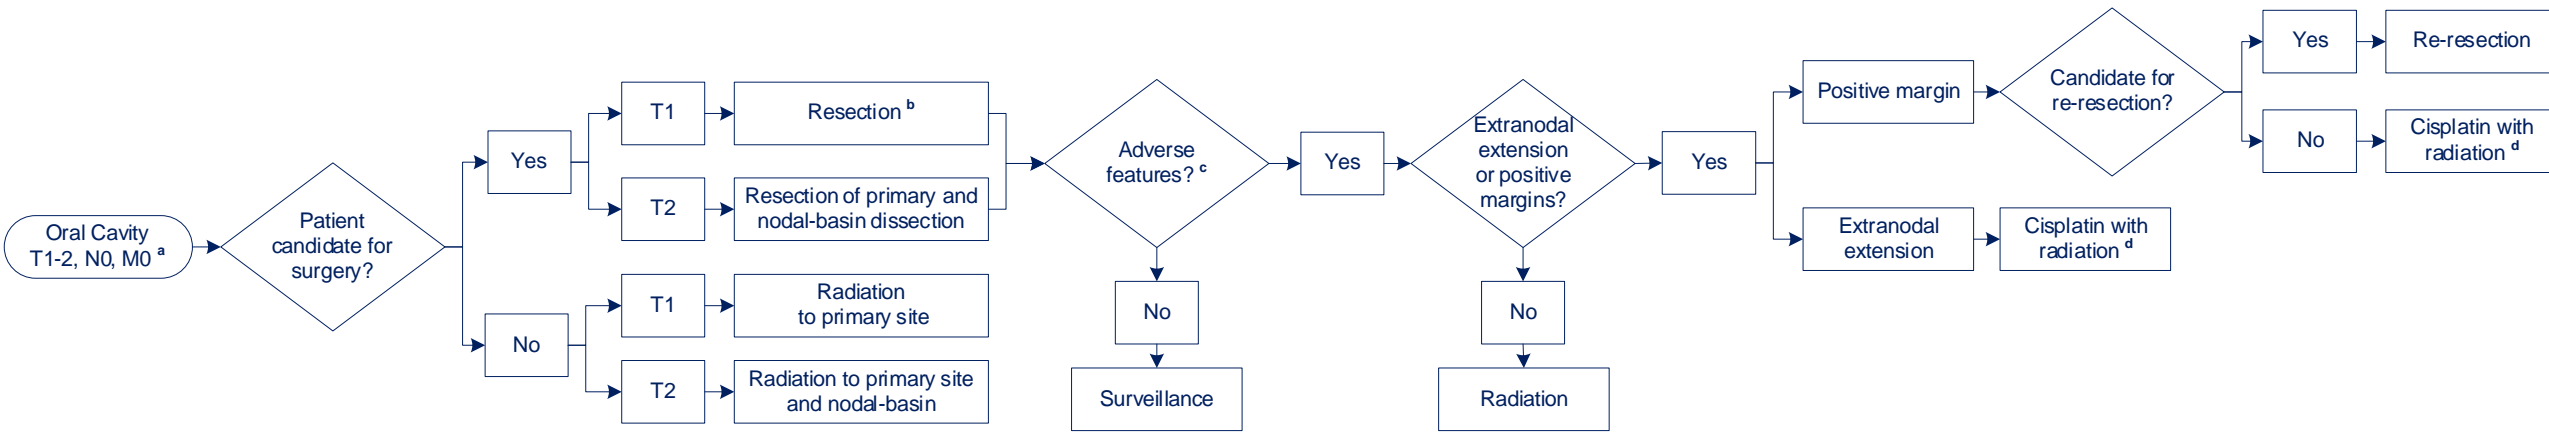 Oral Cavity
T1-2, N0, M0 a
Patient
candidate for
surgery?
Yes
T1
Resection b
T2
Resection of primary and
nodal-basin dissection
No
T1
Radiation
to primary site
T2
Radiation to primary site
and nodal-basin
Adverse
features? c
No
Surveillance
Yes
Extranodal
extension
or positive
margins?
No
Radiation
Yes
Positive margin
Candidate for
re-resection?
Yes
Re-resection
No
Cisplatin with
radiation d
Extranodal
extension
Cisplatin with
radiation d